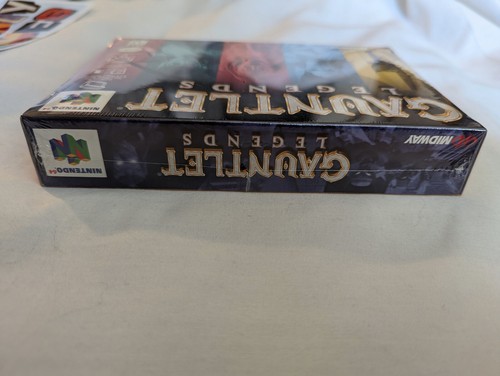 GAUNTLET
LEGENDS
NINTENDO 64
GAUNTLET
LEGENDS
MIDWAY
NINTENDO 64